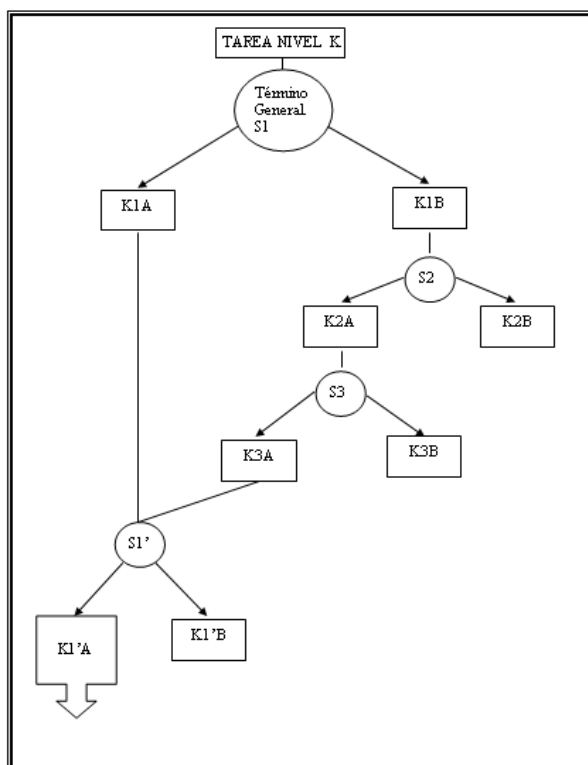 TAREA NIVEL K
Término
General
S1
K1A
K1B
S2
K2A
K2B
S3
K3A
K3B
S1’
K1’A
K1’B